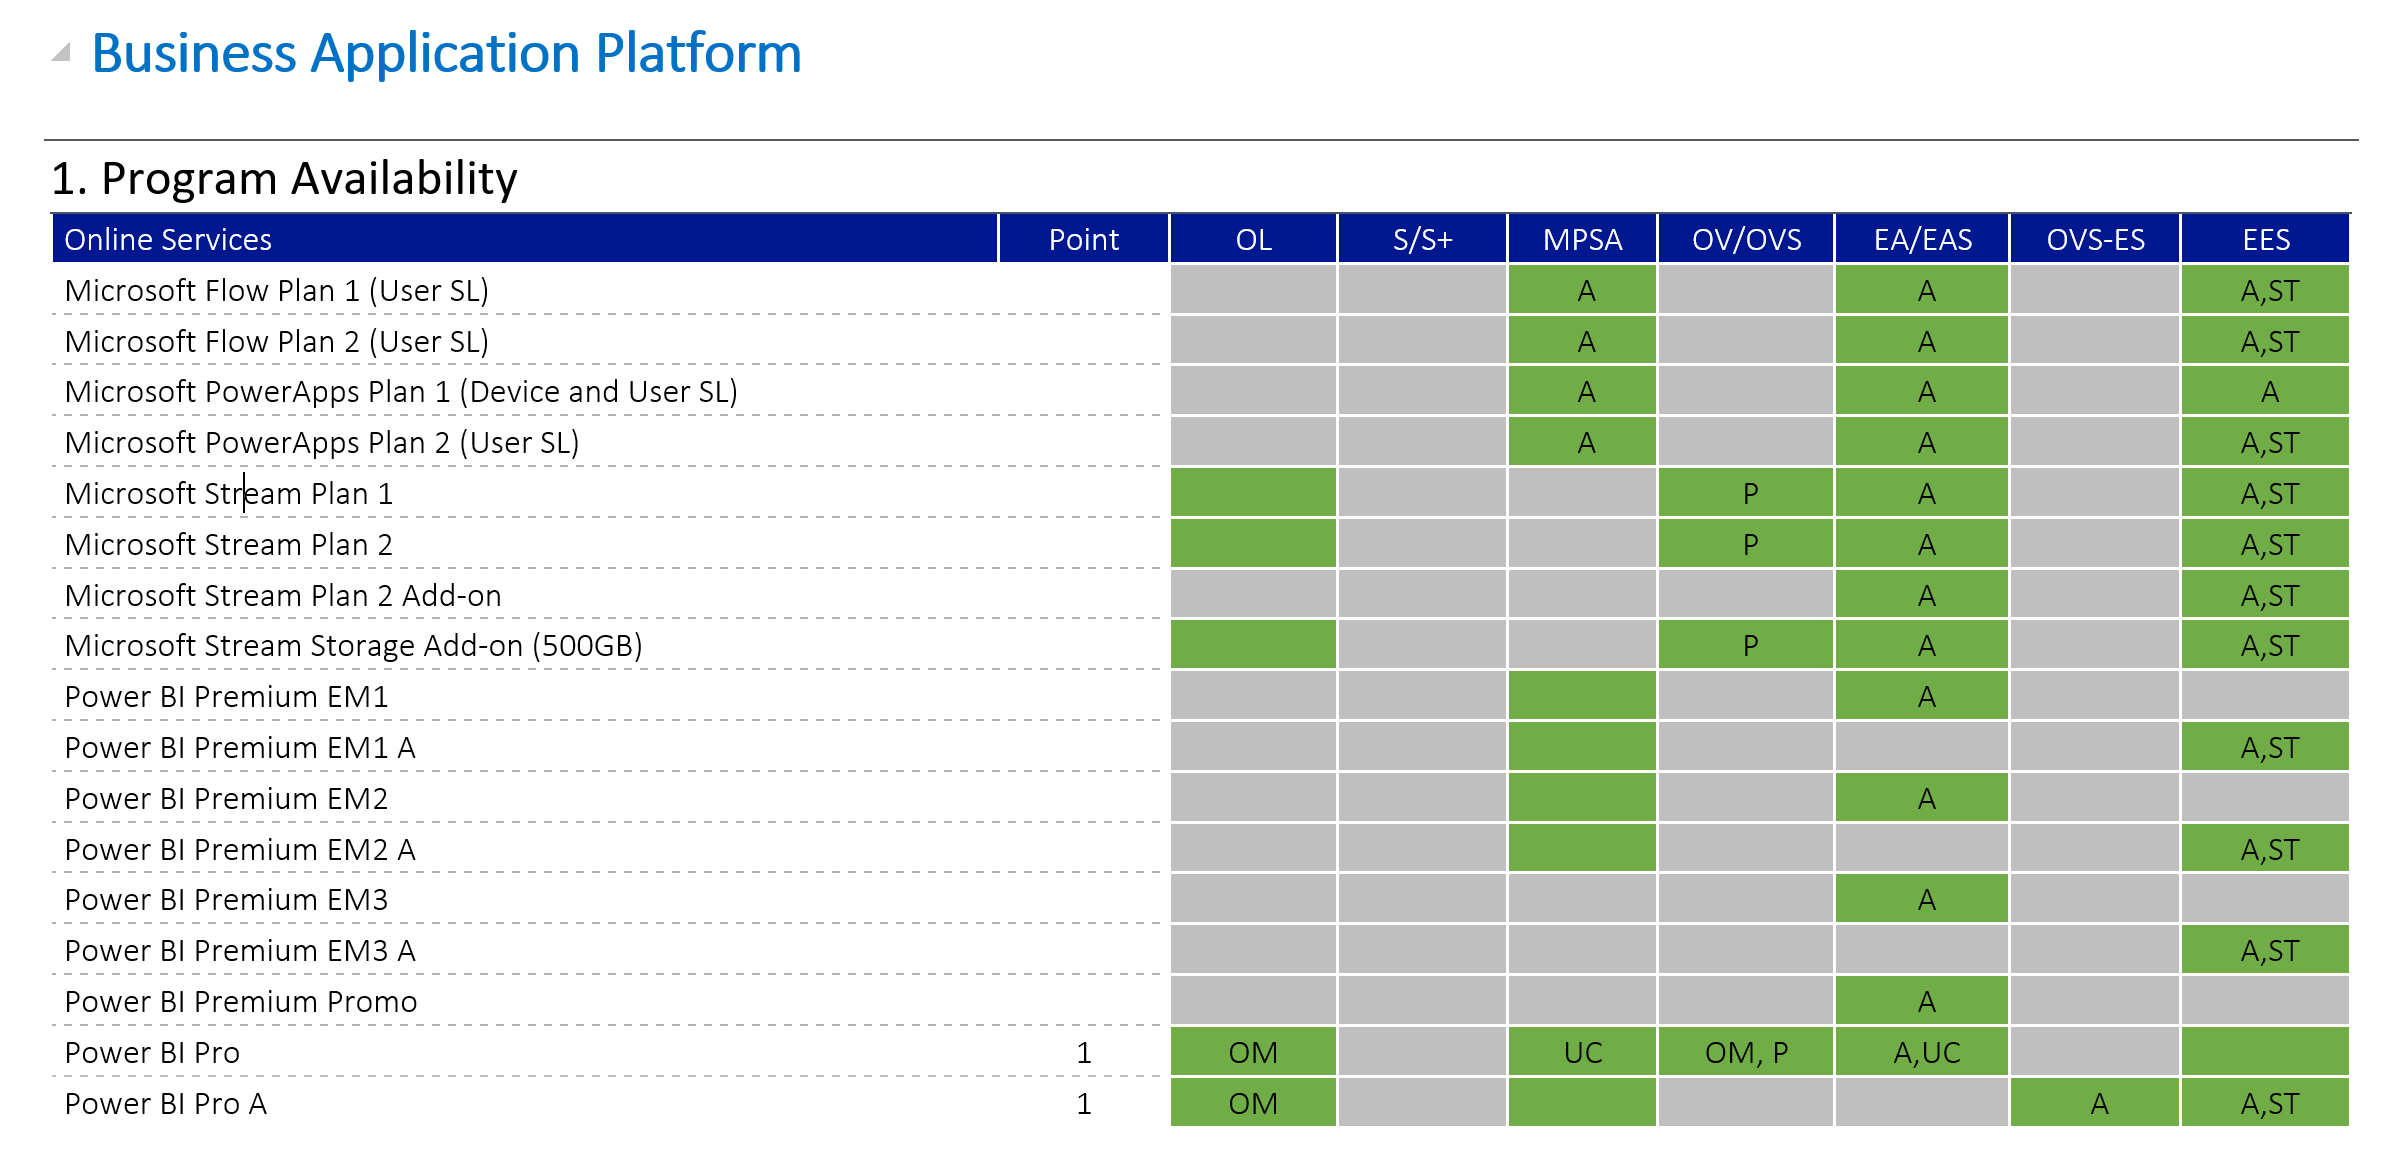 Business Application Platform
1. Program Availability
Online Services Point OL S/S+ MPSA OV/OVS EA/EAS OVS-ES EES
Microsoft Flow Plan 1 (User SL) A A A,ST
Microsoft Flow Plan 2 (User SL) A A A,ST
Microsoft PowerApps Plan 1 (Device and User SL) A A A
Microsoft PowerApps Plan 2 (User SL) A A A,ST
Microsoft Stream Plan 1 P A A,ST
Microsoft Stream Plan 2 P A A,ST
Microsoft Stream Plan 2 Add-on A A,ST
Microsoft Stream Storage Add-on (500GB) P A A,ST
Power BI Premium EM1 A
Power BI Premium EM1 A A,ST
Power BI Premium EM2 A
Power BI Premium EM2 A A,ST
Power BI Premium EM3 A
Power BI Premium EM3 A A,ST
Power BI Premium Promo A
Power BI Pro 1 OM UC OM, P A,UC
Power BI Pro A 1 OM A A,ST